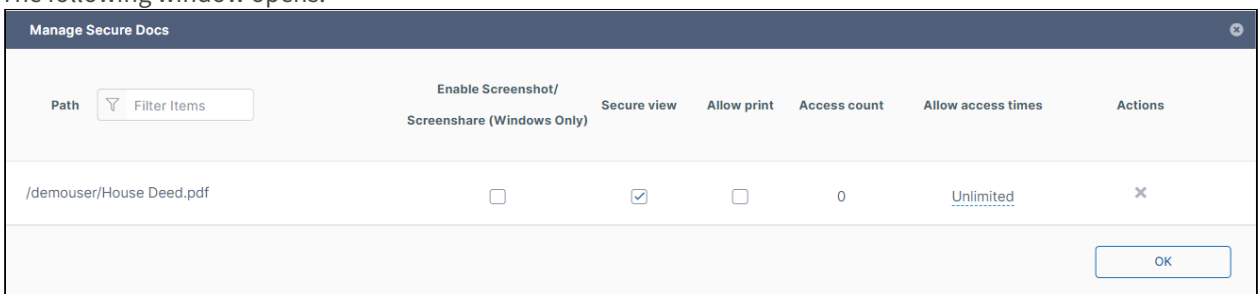 The following window opens.
Manage Secure Docs
Path Filter Items Enable Screenshot/ Screenshare (Windows Only) Secure view Allow print Access count Allow access times Actions
/demouser/House Deed.pdf 0 Unlimited
OK